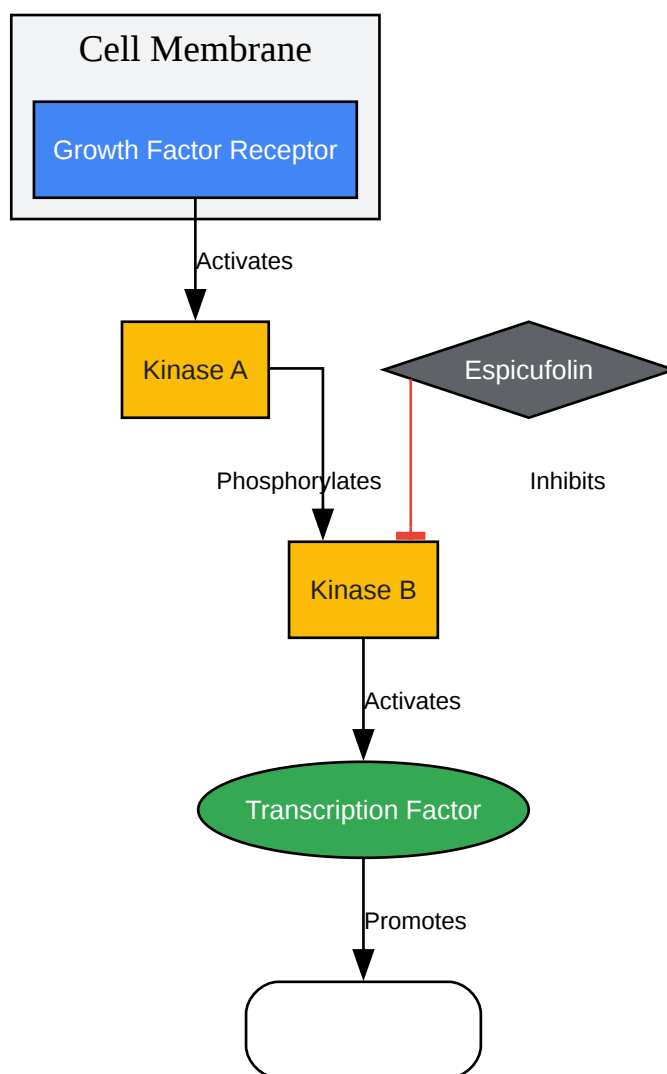 Cell Membrane
Growth Factor Receptor
Activates
Kinase A
Espicufolin
Phosphorylates
Inhibits
Kinase B
Activates
Transcription Factor
Promotes